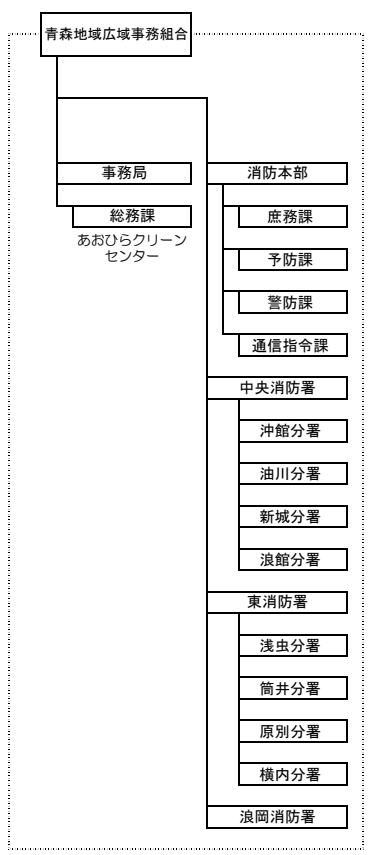 青森地域広域事務組合
事務局
総務課
あおひらクリーン
センター
消防本部
庶務課
予防課
警防課
通信指令課
中央消防署
沖館分署
油川分署
新城分署
浪館分署
東消防署
浅虫分署
筒井分署
原別分署
横内分署
浪岡消防署